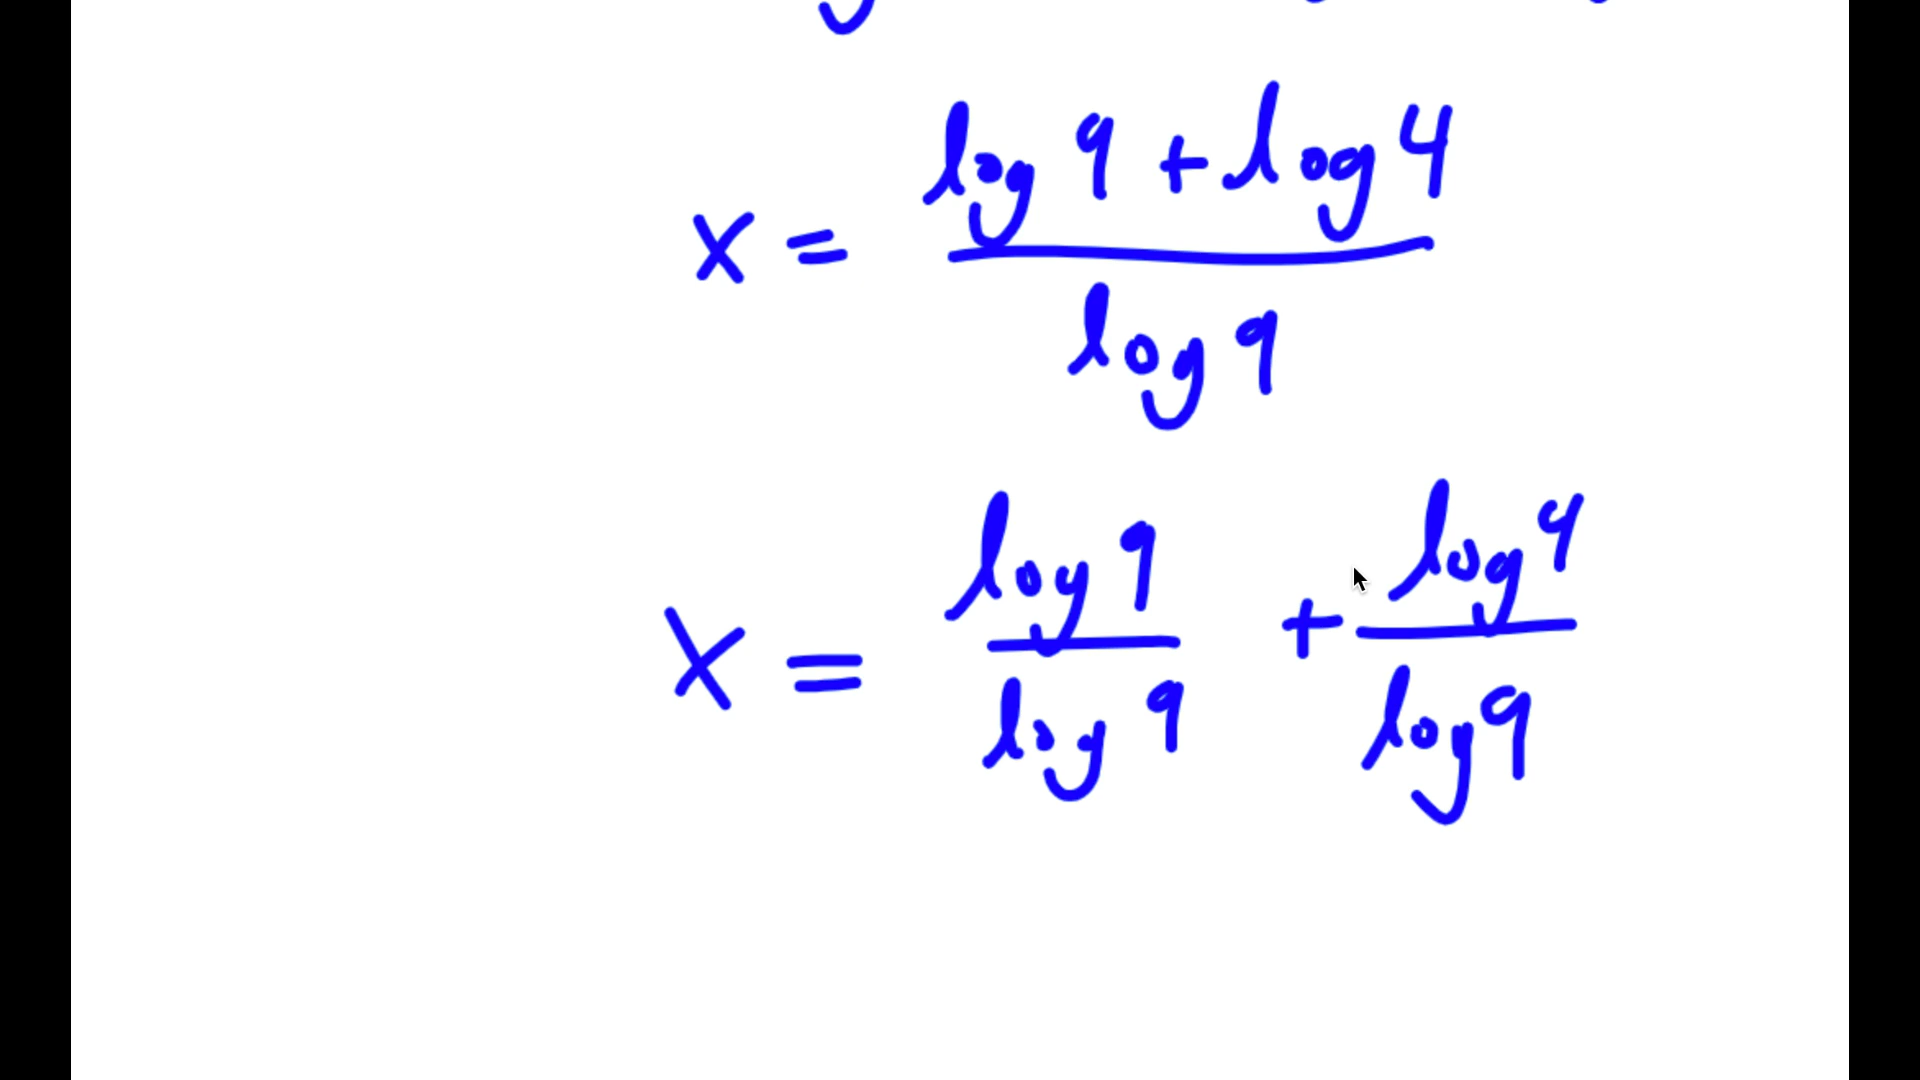 x = (log 9 + log 4) / (log 9)
x = (log 9) / (log 9) + (log 4) / (log 9)